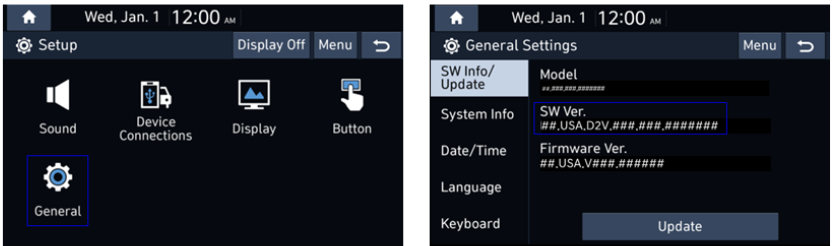 Wed, Jan. 1 12:00 AM
Setup Display Off Menu
Sound
Device
Connections
Display
Button
General
Wed, Jan. 1 12:00 AM
General Settings Menu
SW Info/
Update
System Info
Date/Time
Language
Keyboard
Model
##.###.###.#######
SW Ver.
##.USA.D2V.###.###.#######
Firmware Ver.
##.USA.V###.######
Update